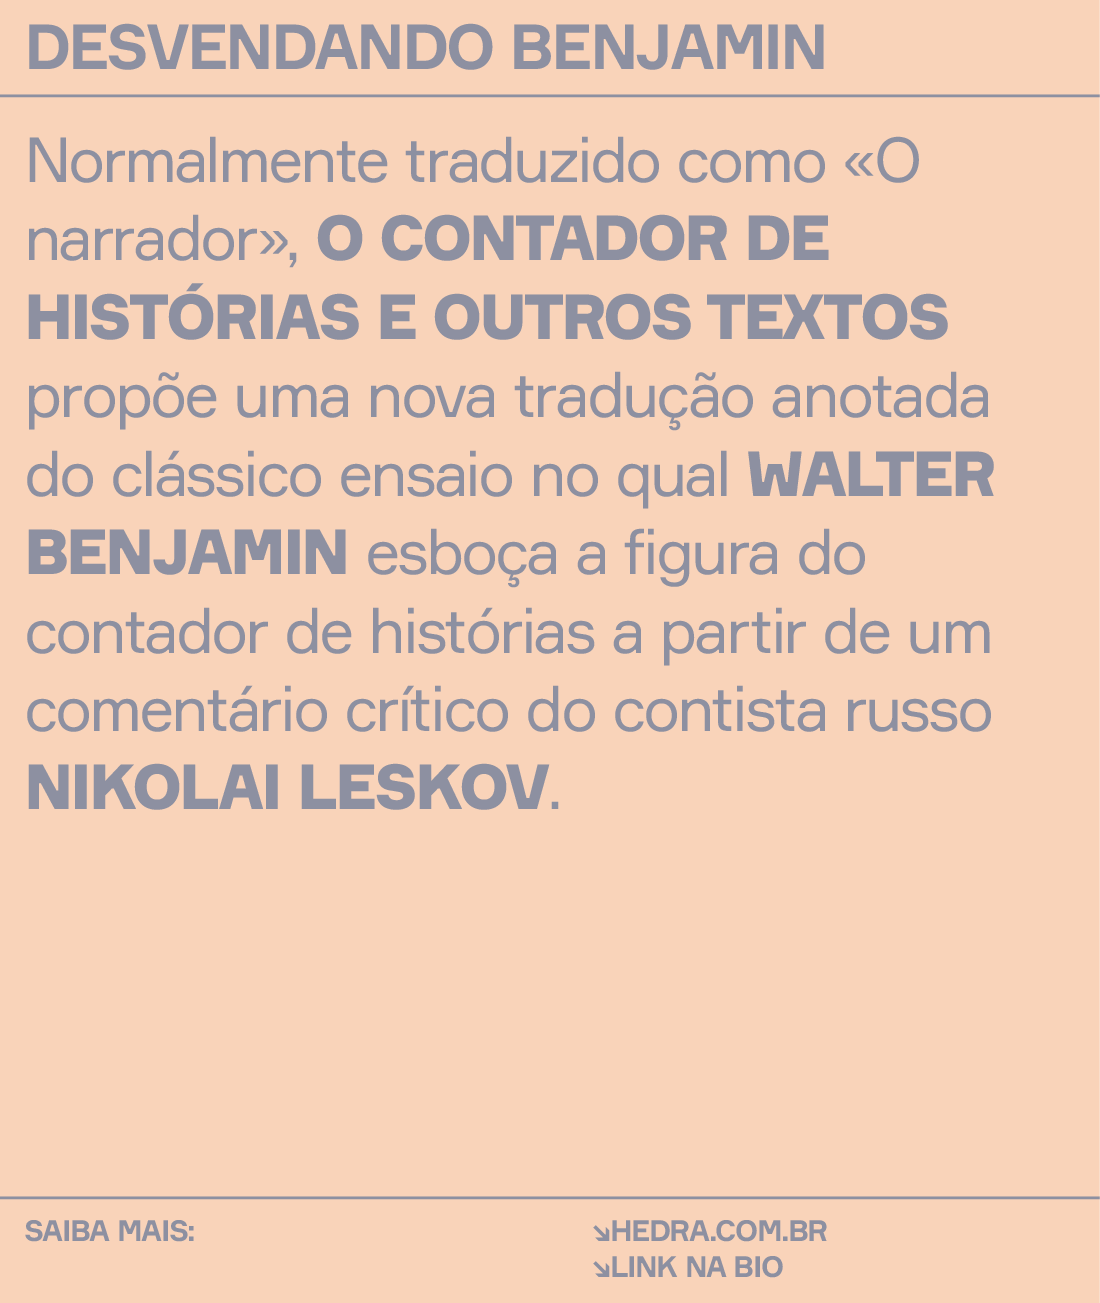 DESVENDANDO BENJAMIN
Normalmente traduzido como «O
narrador», O CONTADOR DE
HISTÓRIAS E OUTROS TEXTOS
propõe uma nova tradução anotada
do clássico ensaio no qual WALTER
BENJAMIN esboça a figura do
contador de histórias a partir de um
comentário crítico do contista russo
NIKOLAI LESKOV.
SAIBA MAIS:
↘HEDRA.COM.BR
↘LINK NA BIO